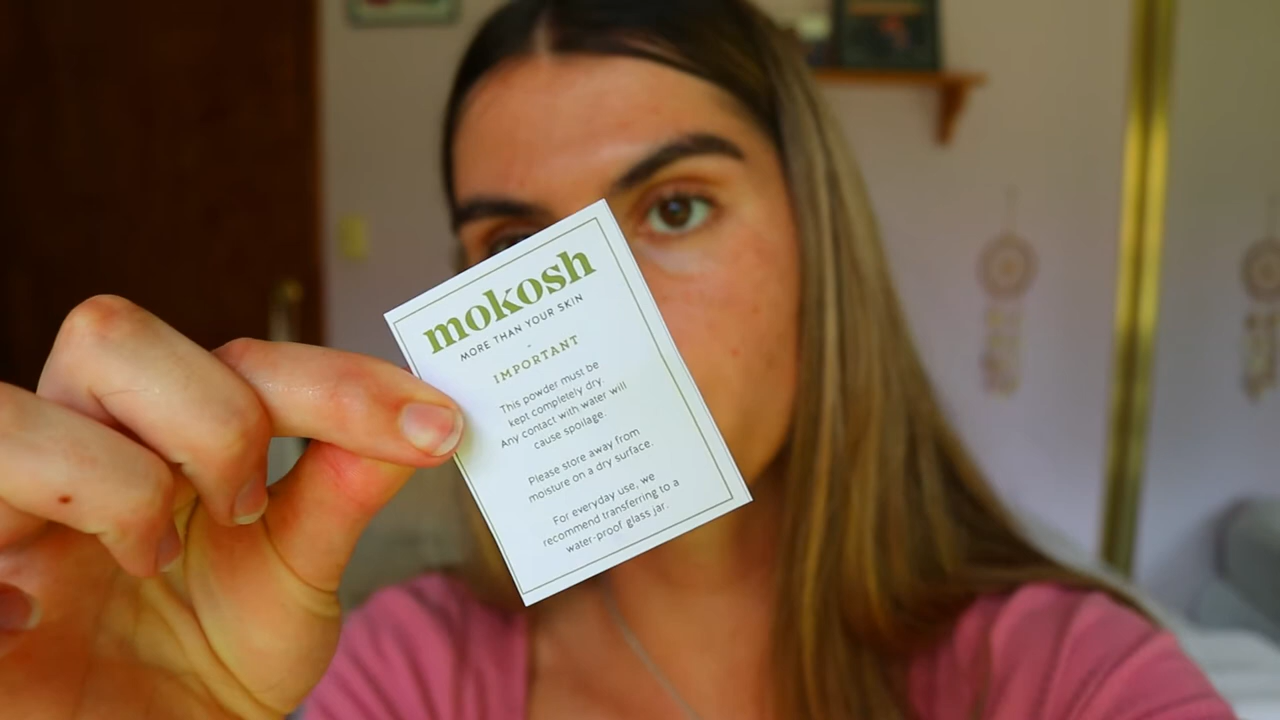 mokosh
MORE THAN YOUR SKIN
-
IMPORTANT
This powder must be
kept completely dry.
Any contact with water will
cause spoilage.
Please store away from
moisture on a dry surface.
For everyday use, we
recommend transferring to a
water-proof glass jar.